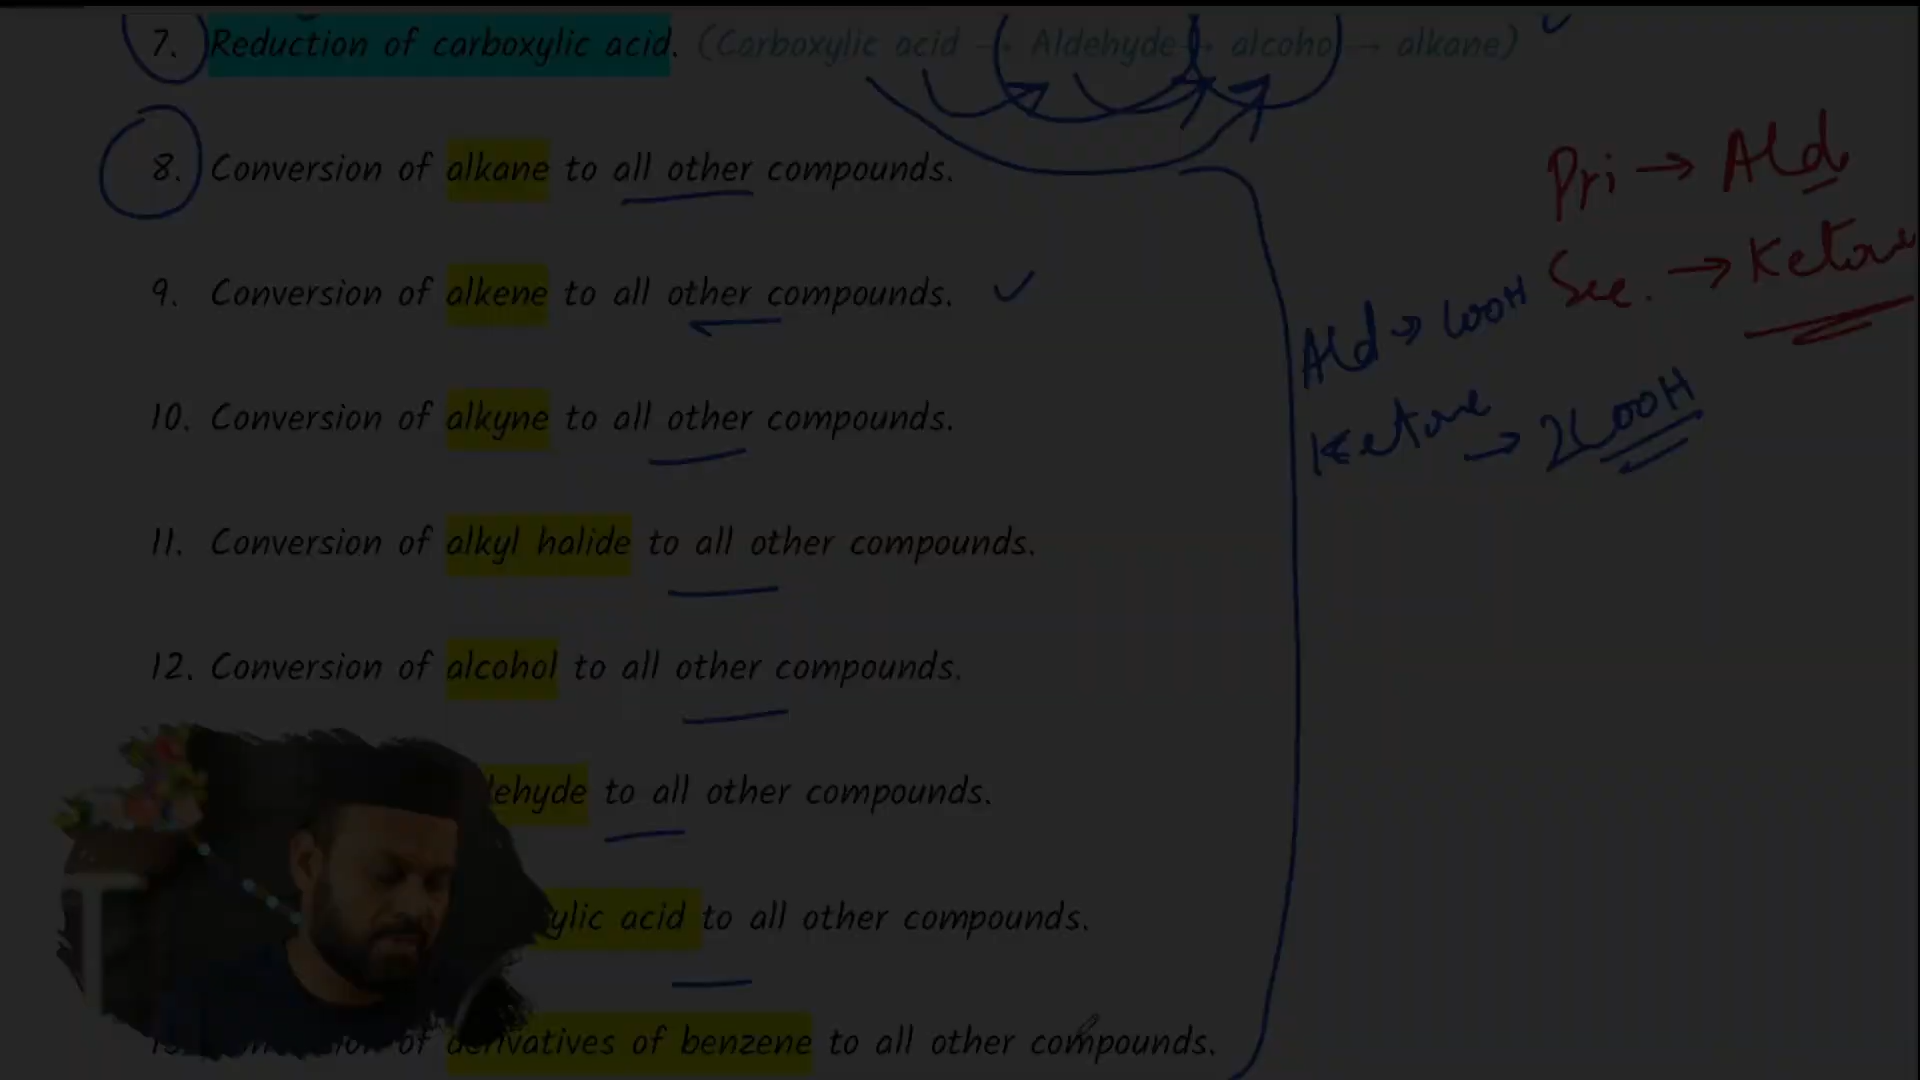 7. Reduction of carboxylic acid. (Carboxylic acid → Aldehyde → alcohol → alkane)
8. Conversion of alkane to all other compounds.
9. Conversion of alkene to all other compounds.
10. Conversion of alkyne to all other compounds.
11. Conversion of alkyl halide to all other compounds.
12. Conversion of alcohol to all other compounds.
ldehyde to all other compounds.
ylic acid to all other compounds.
of derivatives of benzene to all other compounds.
Pri → Ald
Sec. → Ketone
Ald → COOH
Ketone → 2COOH